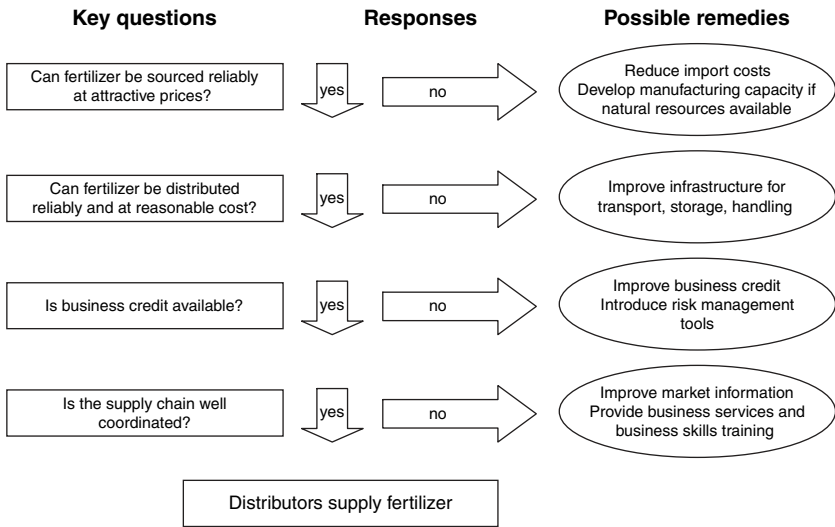 Key questions
Responses
Possible remedies
Can fertilizer be sourced reliably
at attractive prices?
yes
no
Reduce import costs
Develop manufacturing capacity if
natural resources available
Can fertilizer be distributed
reliably and at reasonable cost?
yes
no
Improve infrastructure for
transport, storage, handling
Is business credit available?
yes
no
Improve business credit
Introduce risk management
tools
Is the supply chain well
coordinated?
yes
no
Improve market information
Provide business services and
business skills training
Distributors supply fertilizer